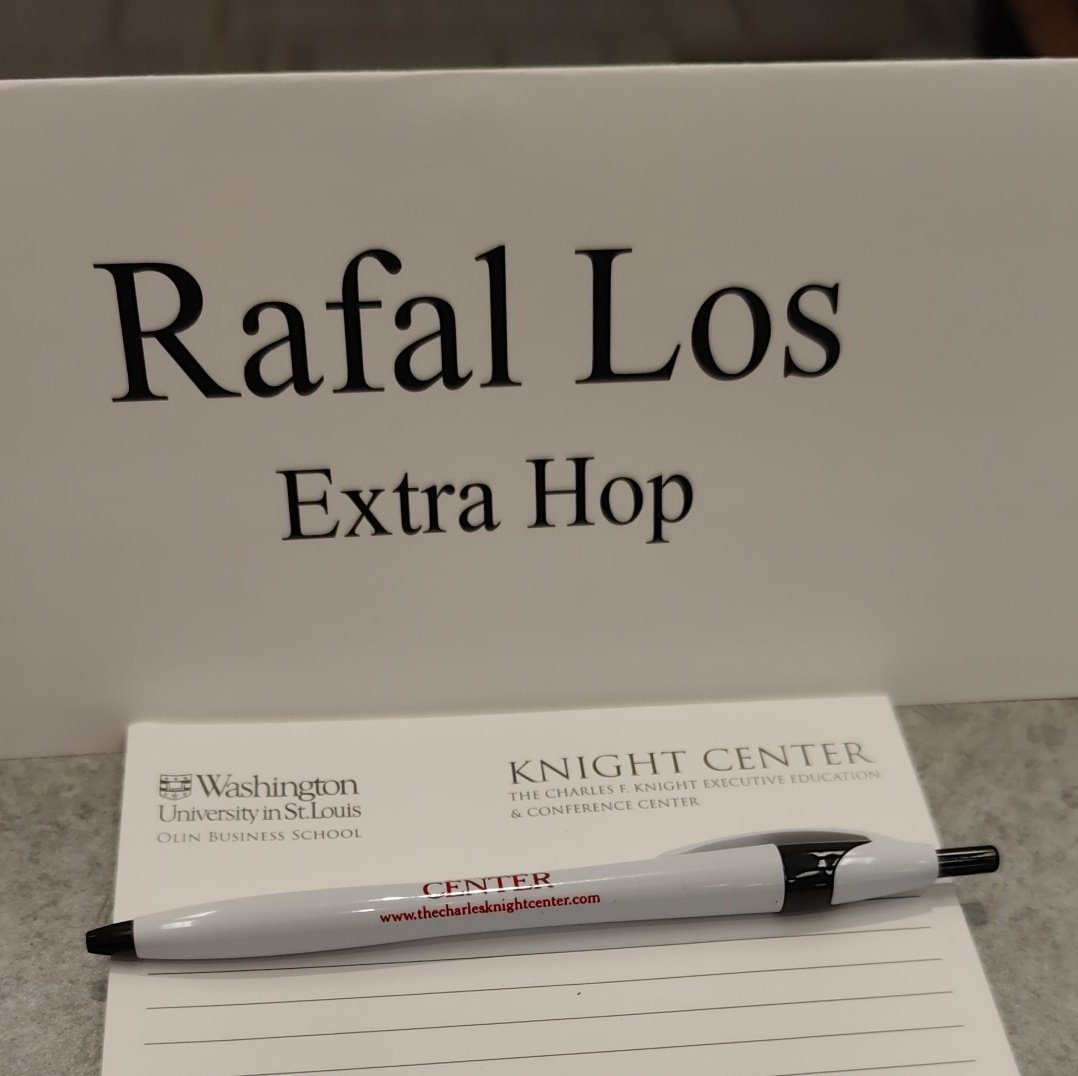 Rafal Los
Extra Hop
Washington
University in St. Louis
OLIN BUSINESS SCHOOL
KNIGHT CENTER
THE CHARLES F. KNIGHT EXECUTIVE EDUCATION
& CONFERENCE CENTER
CENTER
www.thecharlesknightcenter.com